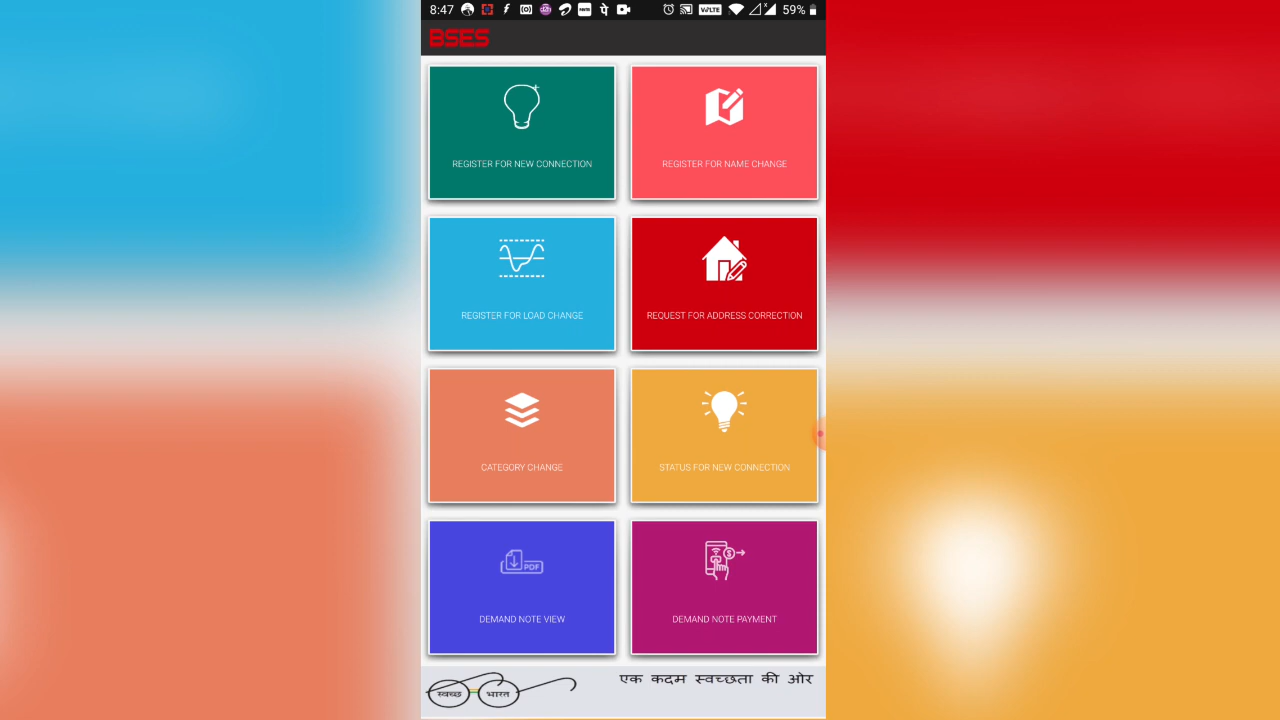 8:47
VoLTE
59%
BSES
REGISTER FOR NEW CONNECTION
REGISTER FOR NAME CHANGE
REGISTER FOR LOAD CHANGE
REQUEST FOR ADDRESS CORRECTION
CATEGORY CHANGE
STATUS FOR NEW CONNECTION
PDF
DEMAND NOTE VIEW
DEMAND NOTE PAYMENT
स्वच्छ भारत
एक कदम स्वच्छता की ओर